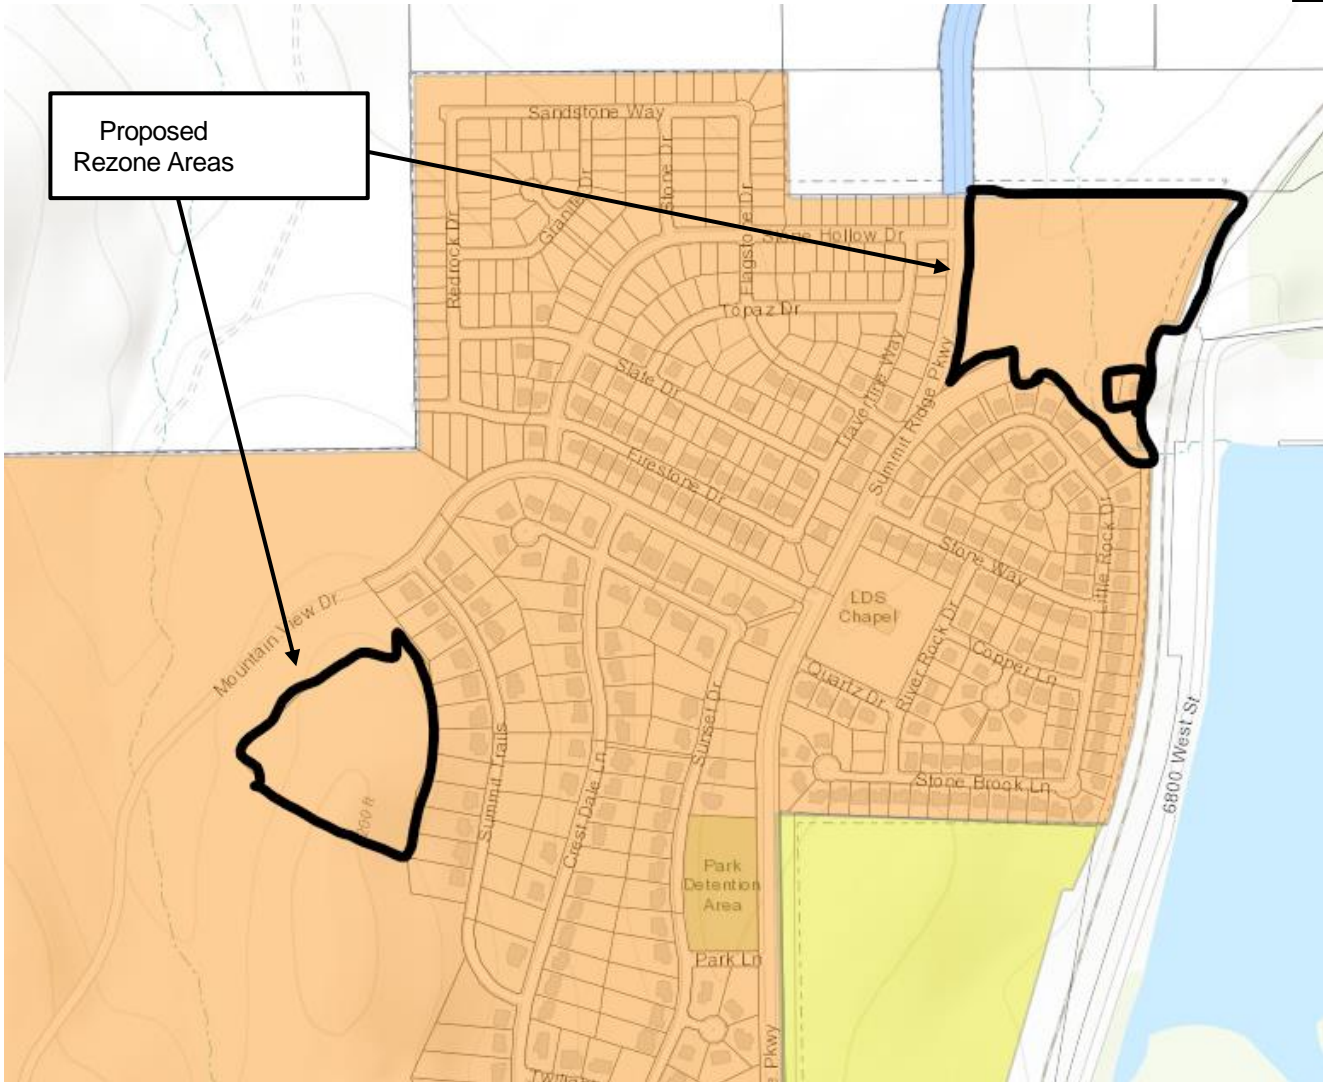 Proposed
Rezone Areas
Sandstone Way
Stone Dr
Granite Dr
Redrock Dr
Flagstone Dr
Stone Hollow Dr
Topaz Dr
Slate Dr
Travertine Way
Summit Ridge Pkwy
Firestone Dr
Stone Way
Little Rock Dr
LDS
Chapel
River Rock Dr
Copper Ln
Quartz Dr
Mountain View Dr
Sunset Dr
Summit Trails
Crest Dale Ln
Stone Brook Ln
6800 West St
Park
Detention
Area
Park Ln
Pkwy